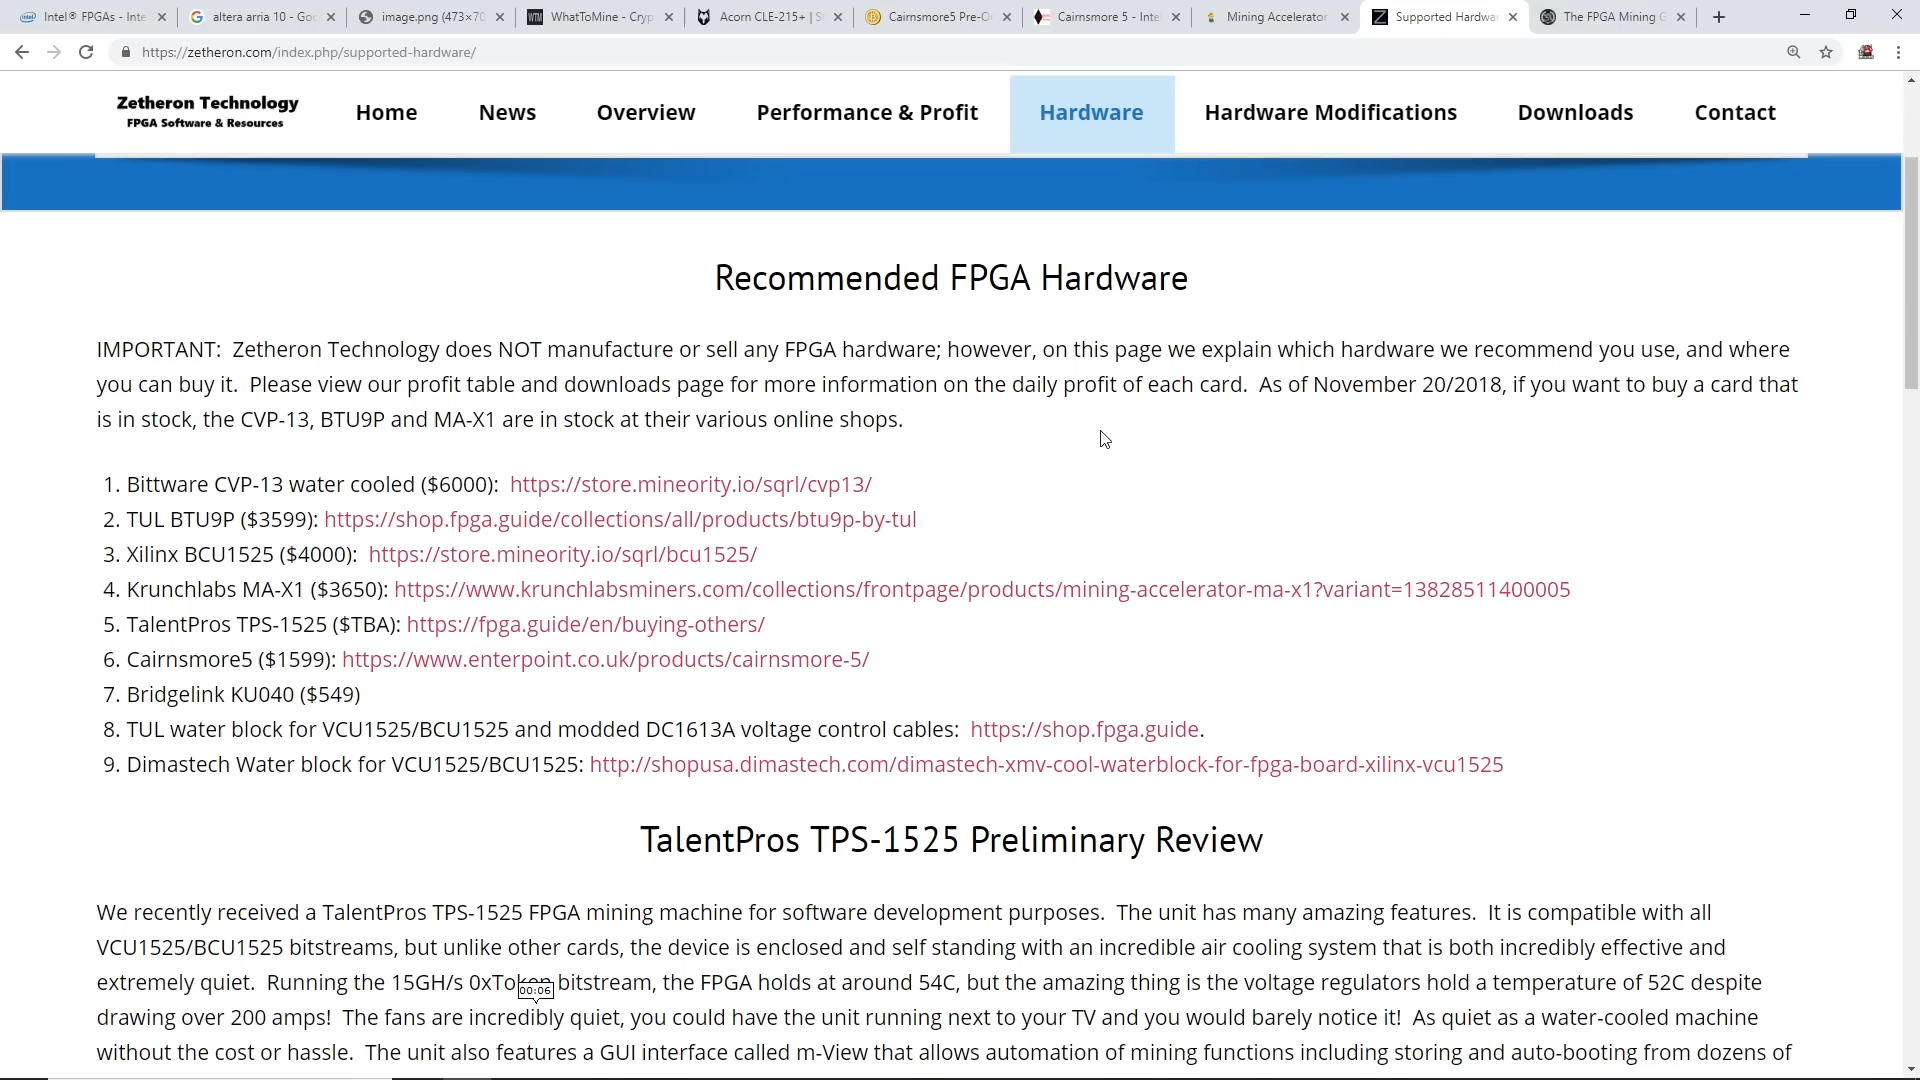 Intel® FPGAs - Inte
altera arria 10 - Goo
image.png (473×70
WhatToMine - Cryp
Acorn CLE-215+ | S
Cairnsmore5 Pre-O
Cairnsmore 5 - Inte
Mining Accelerator
Supported Hardwa
The FPGA Mining G
https://zetheron.com/index.php/supported-hardware/
Zetheron Technology
FPGA Software & Resources
Home
News
Overview
Performance & Profit
Hardware
Hardware Modifications
Downloads
Contact
Recommended FPGA Hardware
IMPORTANT: Zetheron Technology does NOT manufacture or sell any FPGA hardware; however, on this page we explain which hardware we recommend you use, and where
you can buy it. Please view our profit table and downloads page for more information on the daily profit of each card. As of November 20/2018, if you want to buy a card that
is in stock, the CVP-13, BTU9P and MA-X1 are in stock at their various online shops.
1. Bittware CVP-13 water cooled ($6000): https://store.mineority.io/sqrl/cvp13/
2. TUL BTU9P ($3599): https://shop.fpga.guide/collections/all/products/btu9p-by-tul
3. Xilinx BCU1525 ($4000): https://store.mineority.io/sqrl/bcu1525/
4. Krunchlabs MA-X1 ($3650): https://www.krunchlabsminers.com/collections/frontpage/products/mining-accelerator-ma-x1?variant=13828511400005
5. TalentPros TPS-1525 ($TBA): https://fpga.guide/en/buying-others/
6. Cairnsmore5 ($1599): https://www.enterpoint.co.uk/products/cairnsmore-5/
7. Bridgelink KU040 ($549)
8. TUL water block for VCU1525/BCU1525 and modded DC1613A voltage control cables: https://shop.fpga.guide.
9. Dimastech Water block for VCU1525/BCU1525: http://shopusa.dimastech.com/dimastech-xmv-cool-waterblock-for-fpga-board-xilinx-vcu1525
TalentPros TPS-1525 Preliminary Review
We recently received a TalentPros TPS-1525 FPGA mining machine for software development purposes. The unit has many amazing features. It is compatible with all
VCU1525/BCU1525 bitstreams, but unlike other cards, the device is enclosed and self standing with an incredible air cooling system that is both incredibly effective and
extremely quiet. Running the 15GH/s 0xToken bitstream, the FPGA holds at around 54C, but the amazing thing is the voltage regulators hold a temperature of 52C despite
00:06
drawing over 200 amps! The fans are incredibly quiet, you could have the unit running next to your TV and you would barely notice it! As quiet as a water-cooled machine
without the cost or hassle. The unit also features a GUI interface called m-View that allows automation of mining functions including storing and auto-booting from dozens of